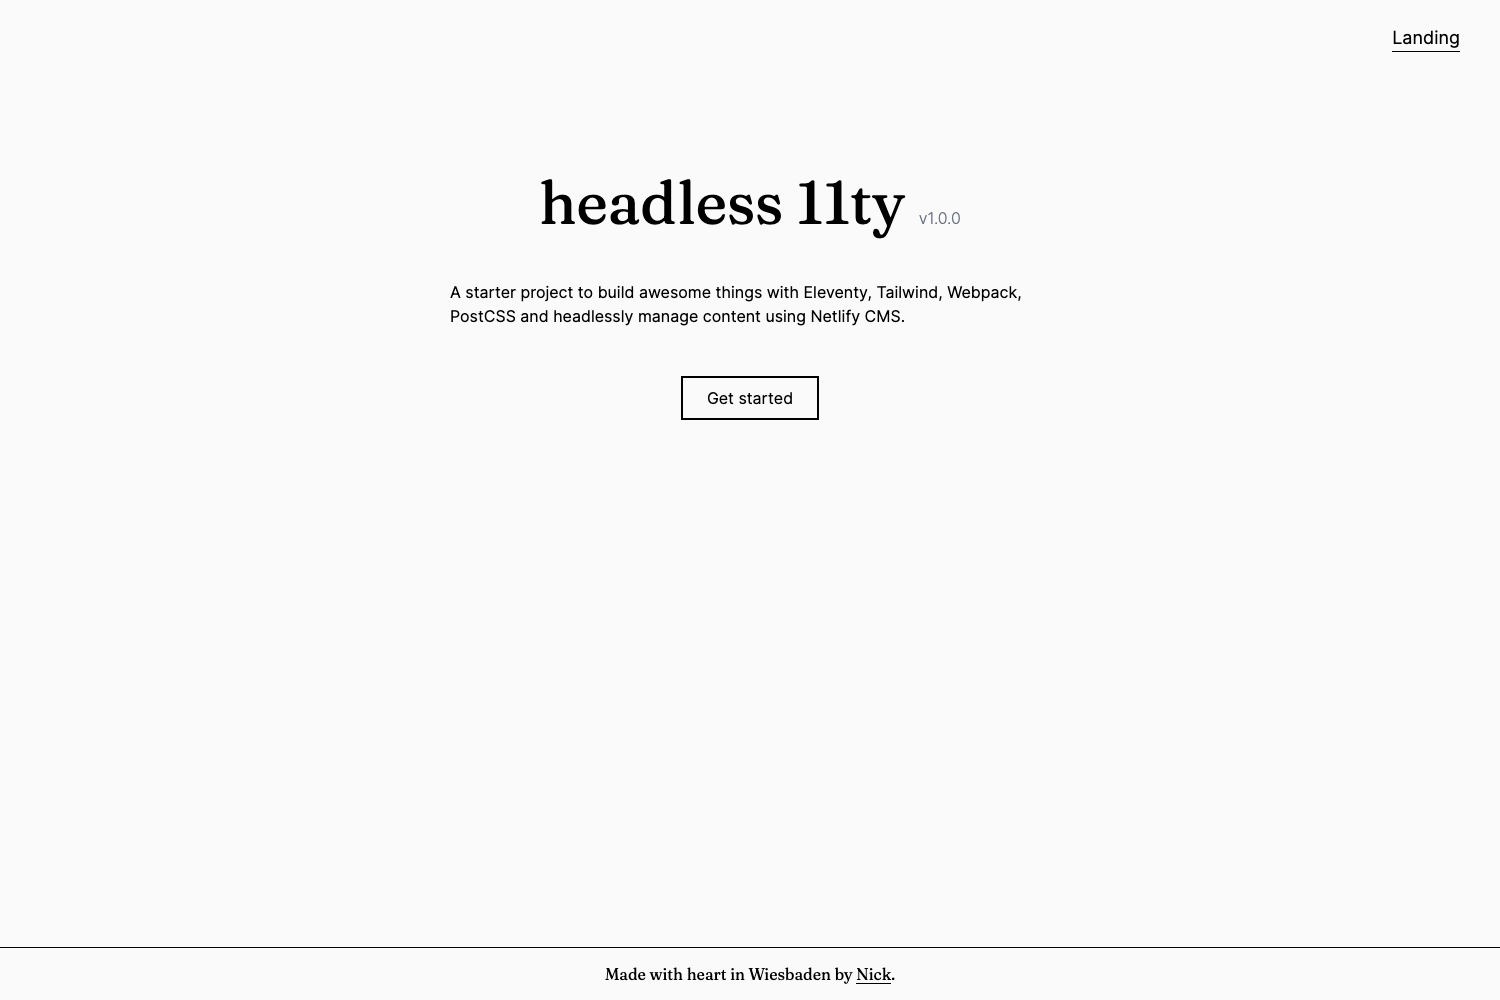 Landing
headless 11ty v1.0.0
A starter project to build awesome things with Eleventy, Tailwind, Webpack,
PostCSS and headlessly manage content using Netlify CMS.
Get started
Made with heart in Wiesbaden by Nick.